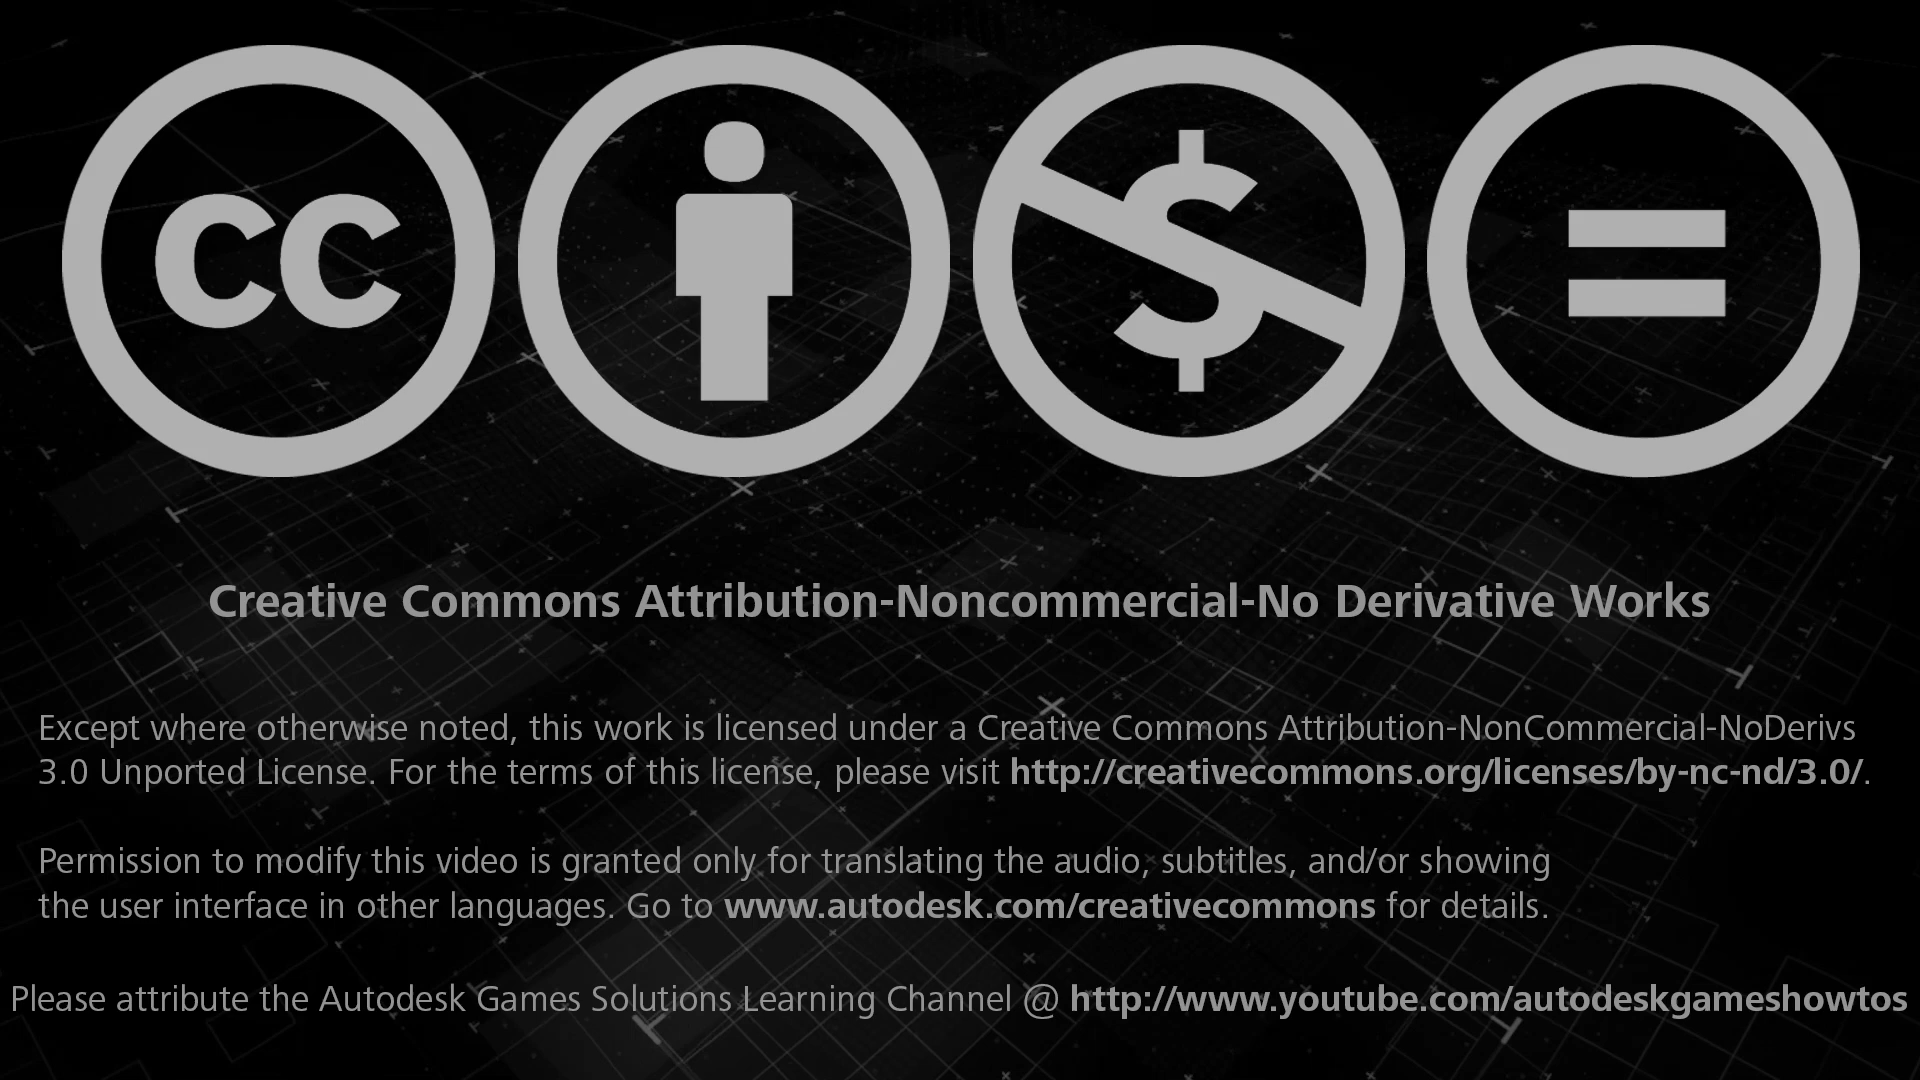 cc
$
=
Creative Commons Attribution-Noncommercial-No Derivative Works
Except where otherwise noted, this work is licensed under a Creative Commons Attribution-NonCommercial-NoDerivs
3.0 Unported License. For the terms of this license, please visit http://creativecommons.org/licenses/by-nc-nd/3.0/.
Permission to modify this video is granted only for translating the audio, subtitles, and/or showing
the user interface in other languages. Go to www.autodesk.com/creativecommons for details.
Please attribute the Autodesk Games Solutions Learning Channel @ http://www.youtube.com/autodeskgameshowtos